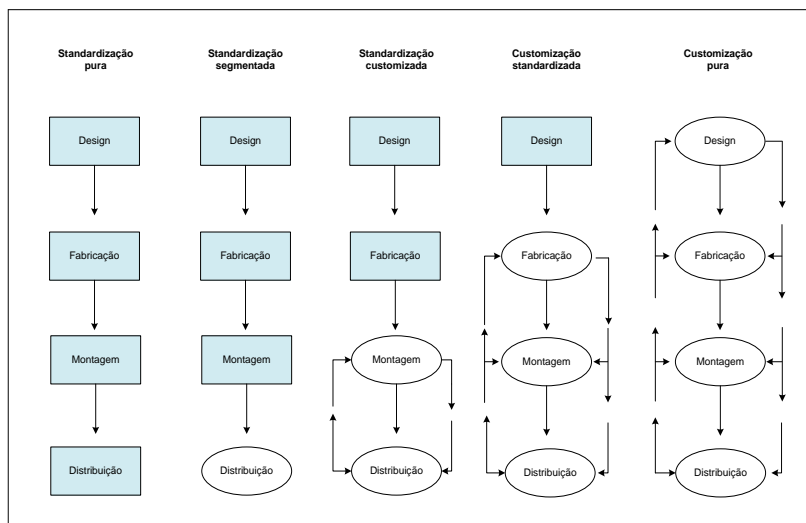 Standardização
pura
Standardização
segmentada
Standardização
customizada
Customização
standardizada
Customização
pura
Design
Design
Design
Design
Design
Fabricação
Fabricação
Fabricação
Fabricação
Fabricação
Montagem
Montagem
Montagem
Montagem
Montagem
Distribuição
Distribuição
Distribuição
Distribuição
Distribuição